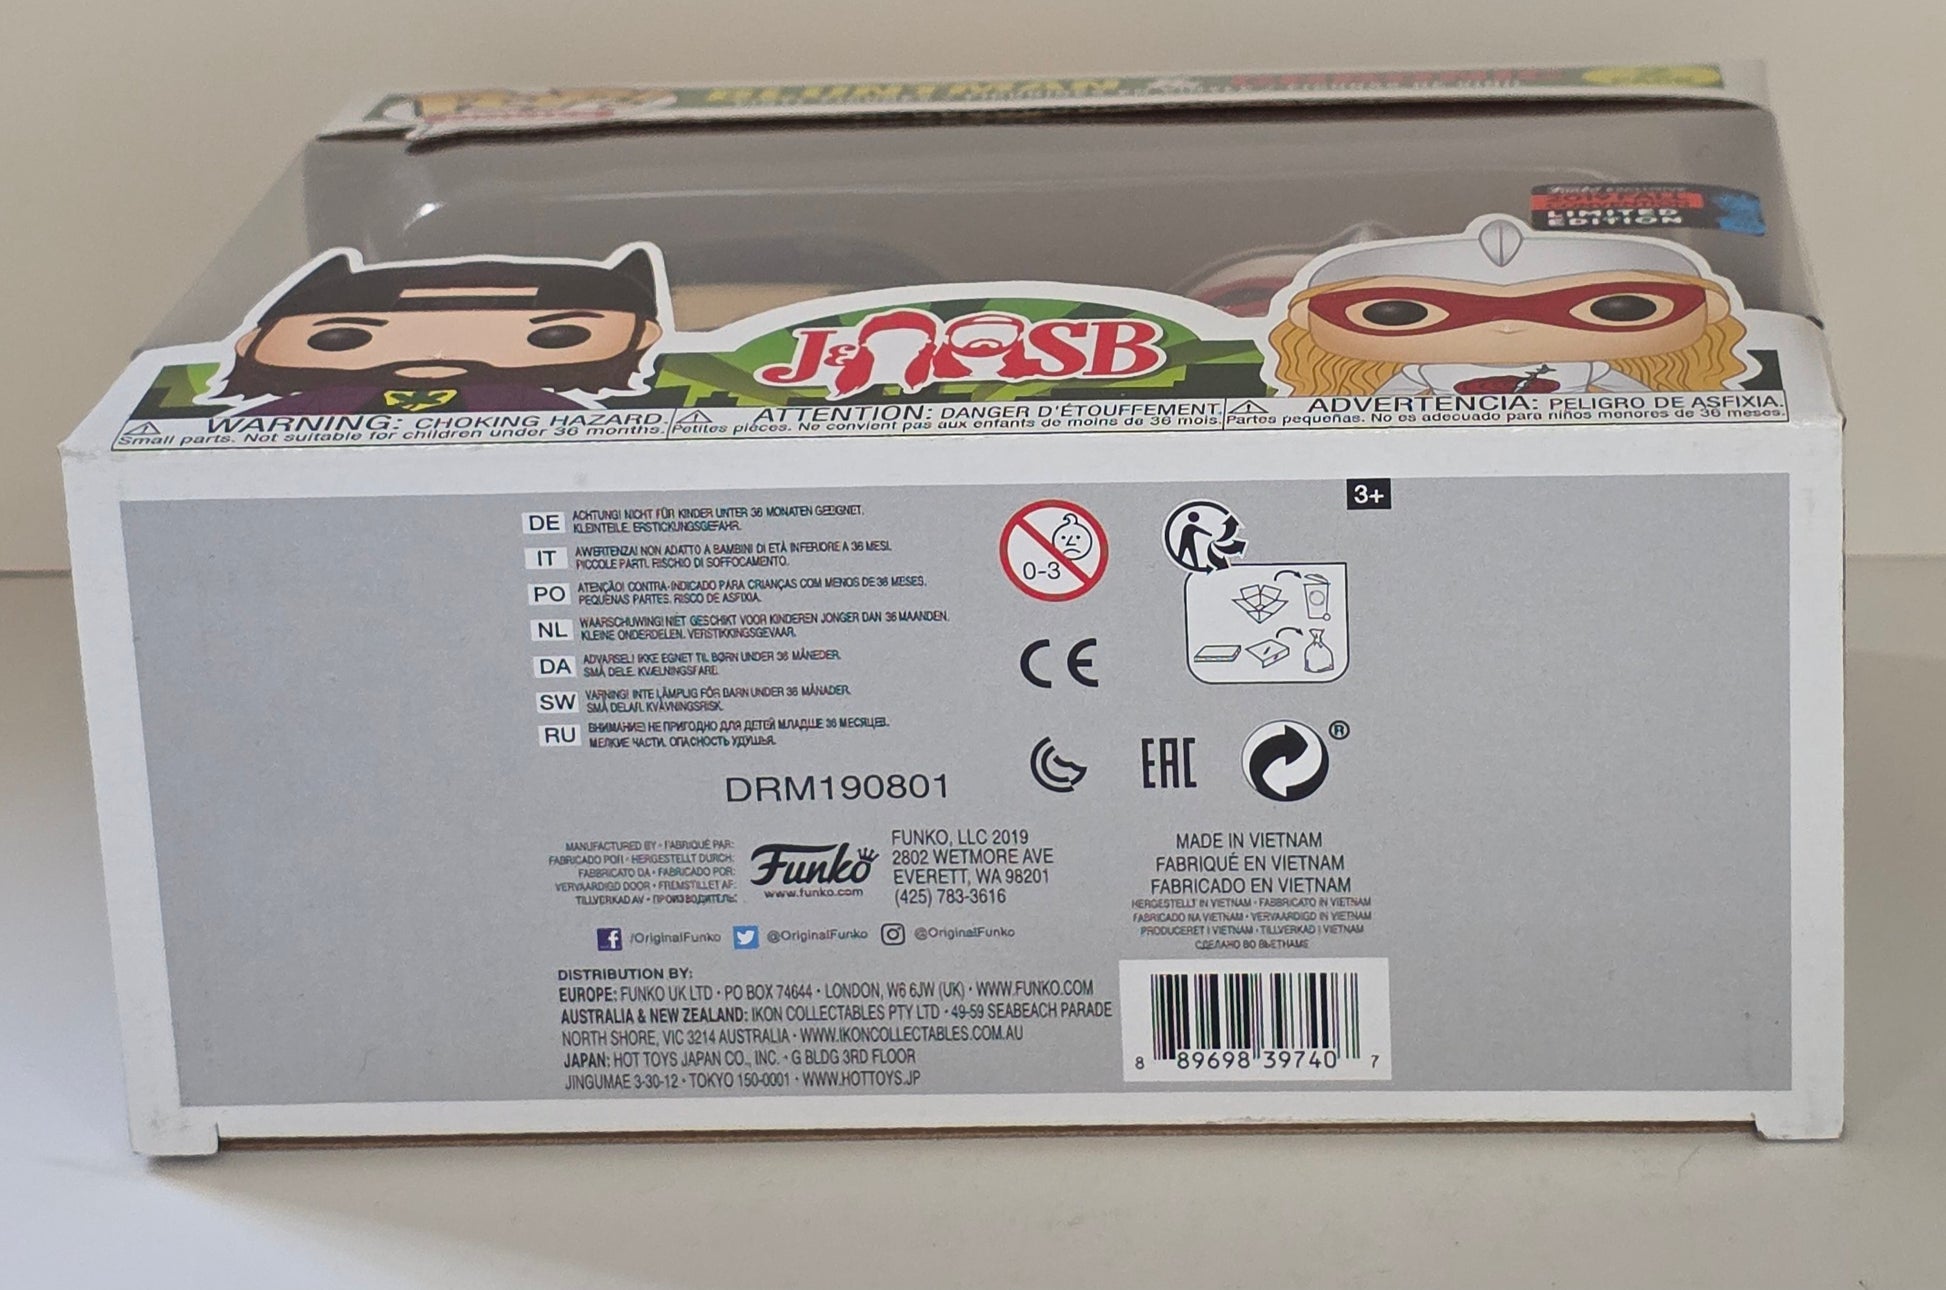 BLUNTMAN &
LIMITED
EDITION
J&SB
WARNING: CHOKING HAZARD.
Small parts. Not suitable for children under 36 months.
ATTENTION: DANGER D'ÉTOUFFEMENT.
Petites pièces. Ne convient pas aux enfants de moins de 36 mois.
ADVERTENCIA: PELIGRO DE ASFIXIA.
Partes pequeñas. No es adecuado para niños menores de 36 meses.
3+
DE ACHTUNG! NICHT FÜR KINDER UNTER 36 MONATEN GEEIGNET.
KLEINTEILE. ERSTICKUNGSGEFAHR.
IT AWERTENZA! NON ADATTO A BAMBINI DI ETÀ INFERIORE A 36 MESI.
PICCOLE PARTI. RISCHIO DI SOFFOCAMENTO.
PO ATENÇÃO! CONTRA-INDICADO PARA CRIANÇAS COM MENOS DE 36 MESES.
PEQUENAS PARTES. RISCO DE ASFIXIA.
NL WAARSCHUWING! NIET GESCHIKT VOOR KINDEREN JONGER DAN 36 MAANDEN.
KLEINE ONDERDELEN. VERSTIKKINGSGEVAAR.
DA ADVARSEL! IKKE EGNET TIL BØRN UNDER 36 MÅNEDER.
SMÅ DELE. KVÆLNINGSFARE.
SW VARNING! INTE LÄMPLIG FÖR BARN UNDER 36 MÅNADER.
SMÅ DELAR. KVÄVNINGSRISK.
RU ВНИМАНИЕ! НЕ ПРИГОДНО ДЛЯ ДЕТЕЙ МЛАДШЕ 36 МЕСЯЦЕВ.
МЕЛКИЕ ЧАСТИ. ОПАСНОСТЬ УДУШЬЯ.
0-3
CE
EAC
®
DRM190801
MANUFACTURED BY • FABRIQUÉ PAR:
FABRICADO POR • HERGESTELLT DURCH:
FABBRICATO DA • FABRICADO POR:
VERVAARDIGD DOOR • FREMSTILLET AF:
TILLVERKAD AV • ПРОИЗВОДИТЕЛЬ:
Funko
www.funko.com
FUNKO, LLC 2019
2802 WETMORE AVE
EVERETT, WA 98201
(425) 783-3616
MADE IN VIETNAM
FABRIQUÉ EN VIETNAM
FABRICADO EN VIETNAM
HERGESTELLT IN VIETNAM • FABBRICATO IN VIETNAM
FABRICADO NA VIETNAM • VERVAARDIGD IN VIETNAM
PRODUCERET I VIETNAM • TILLVERKAD I VIETNAM
СДЕЛАНО ВО ВЬЕТНАМЕ
/OriginalFunko @OriginalFunko @OriginalFunko
DISTRIBUTION BY:
EUROPE: FUNKO UK LTD • PO BOX 74644 • LONDON, W6 6JW (UK) • WWW.FUNKO.COM
AUSTRALIA & NEW ZEALAND: IKON COLLECTABLES PTY LTD • 49-59 SEABEACH PARADE
NORTH SHORE, VIC 3214 AUSTRALIA • WWW.IKONCOLLECTABLES.COM.AU
JAPAN: HOT TOYS JAPAN CO., INC. • G BLDG 3RD FLOOR
JINGUMAE 3-30-12 • TOKYO 150-0001 • WWW.HOTTOYS.JP
8 89698 39740 7